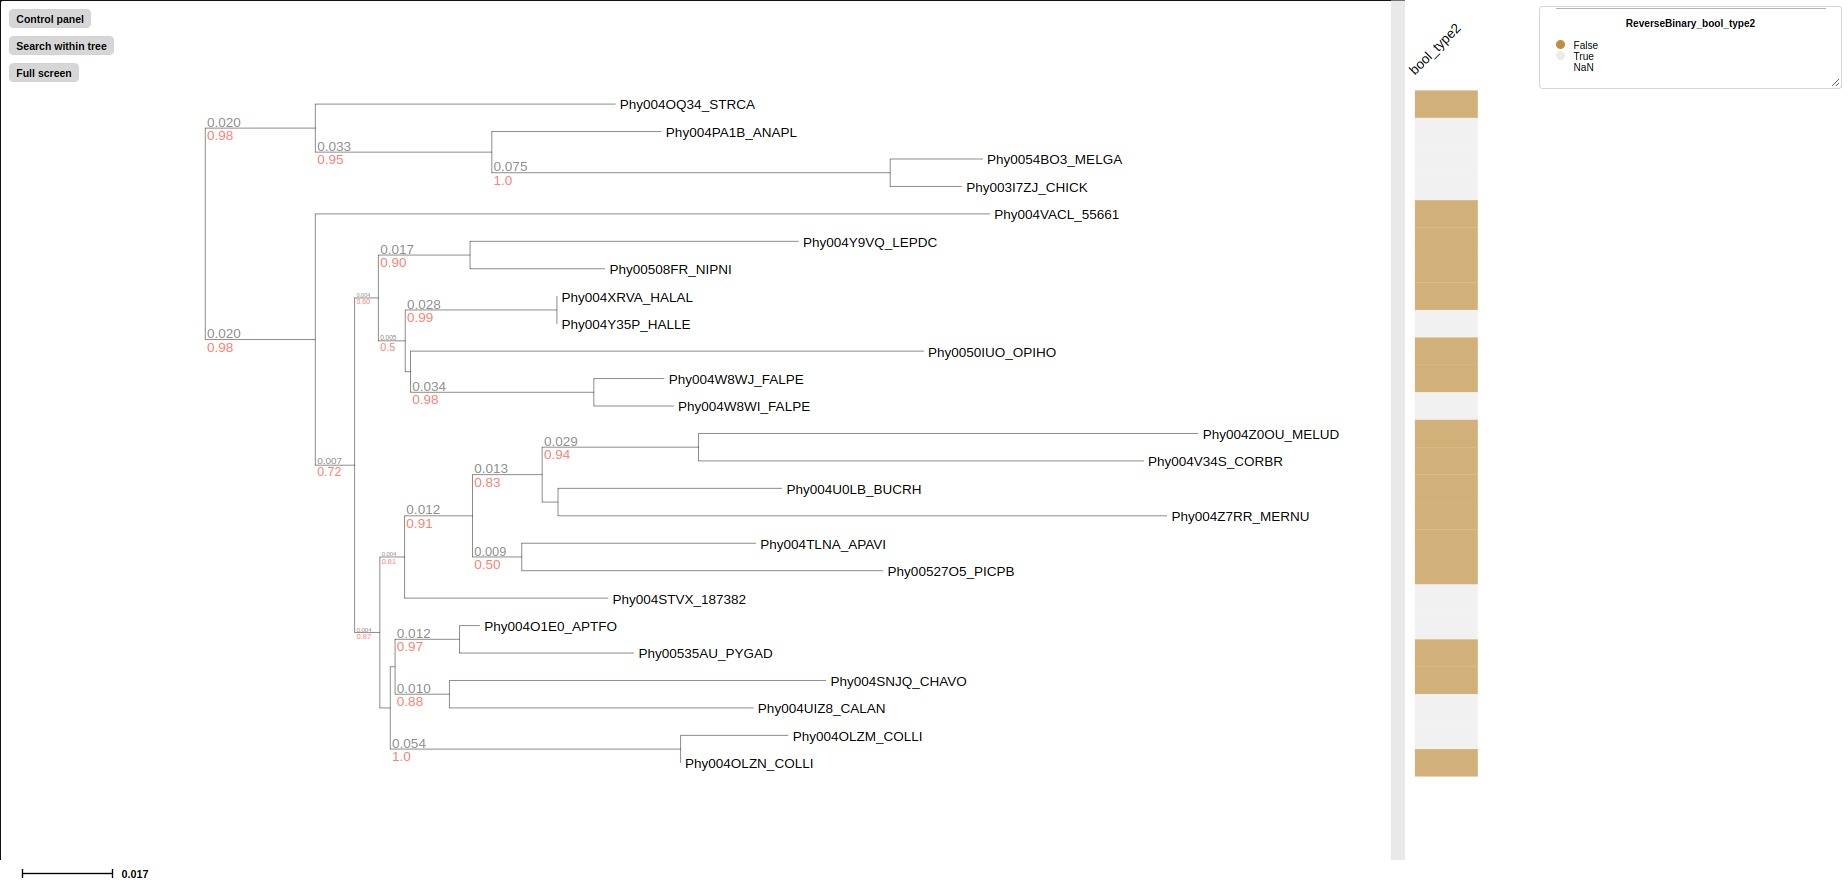 Control panel
Search within tree
Full screen
bool_type2
ReverseBinary_bool_type2
False
True
NaN
Phy004OQ34_STRCA
0.020
0.98
Phy004PA1B_ANAPL
0.033
0.95
Phy0054BO3_MELGA
0.075
1.0
Phy003I7ZJ_CHICK
Phy004VACL_55661
Phy004Y9VQ_LEPDC
0.017
0.90
Phy00508FR_NIPNI
0.004
0.60
Phy004XRVA_HALAL
0.028
0.99
Phy004Y35P_HALLE
0.020
0.98
0.005
0.5
Phy0050IUO_OPIHO
Phy004W8WJ_FALPE
0.034
0.98
Phy004W8WI_FALPE
Phy004Z0OU_MELUD
0.029
0.94
0.007
0.72
Phy004V34S_CORBR
0.013
0.83
Phy004U0LB_BUCRH
0.012
0.91
Phy004Z7RR_MERNU
Phy004TLNA_APAVI
0.009
0.50
0.004
0.81
Phy00527O5_PICPB
Phy004STVX_187382
Phy004O1E0_APTFO
0.004
0.87
0.012
0.97
Phy00535AU_PYGAD
Phy004SNJQ_CHAVO
0.010
0.88
Phy004UIZ8_CALAN
Phy004OLZM_COLLI
0.054
1.0
Phy004OLZN_COLLI
0.017